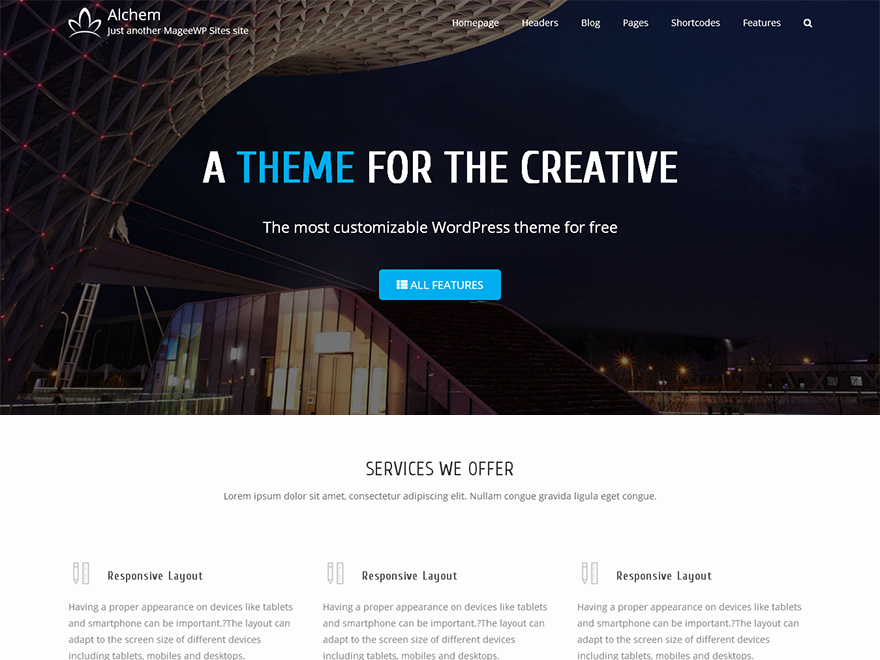 Alchem
Just another MageeWP Sites site
Homepage Headers Blog Pages Shortcodes Features
A THEME FOR THE CREATIVE
The most customizable WordPress theme for free
ALL FEATURES
SERVICES WE OFFER
Lorem ipsum dolor sit amet, consectetur adipiscing elit. Nullam congue gravida ligula eget congue.
Responsive Layout
Having a proper appearance on devices like tablets
and smartphone can be important.?The layout can
adapt to the screen size of different devices
including tablets, mobiles and desktops.
Responsive Layout
Having a proper appearance on devices like tablets
and smartphone can be important.?The layout can
adapt to the screen size of different devices
including tablets, mobiles and desktops.
Responsive Layout
Having a proper appearance on devices like tablets
and smartphone can be important.?The layout can
adapt to the screen size of different devices
including tablets, mobiles and desktops.